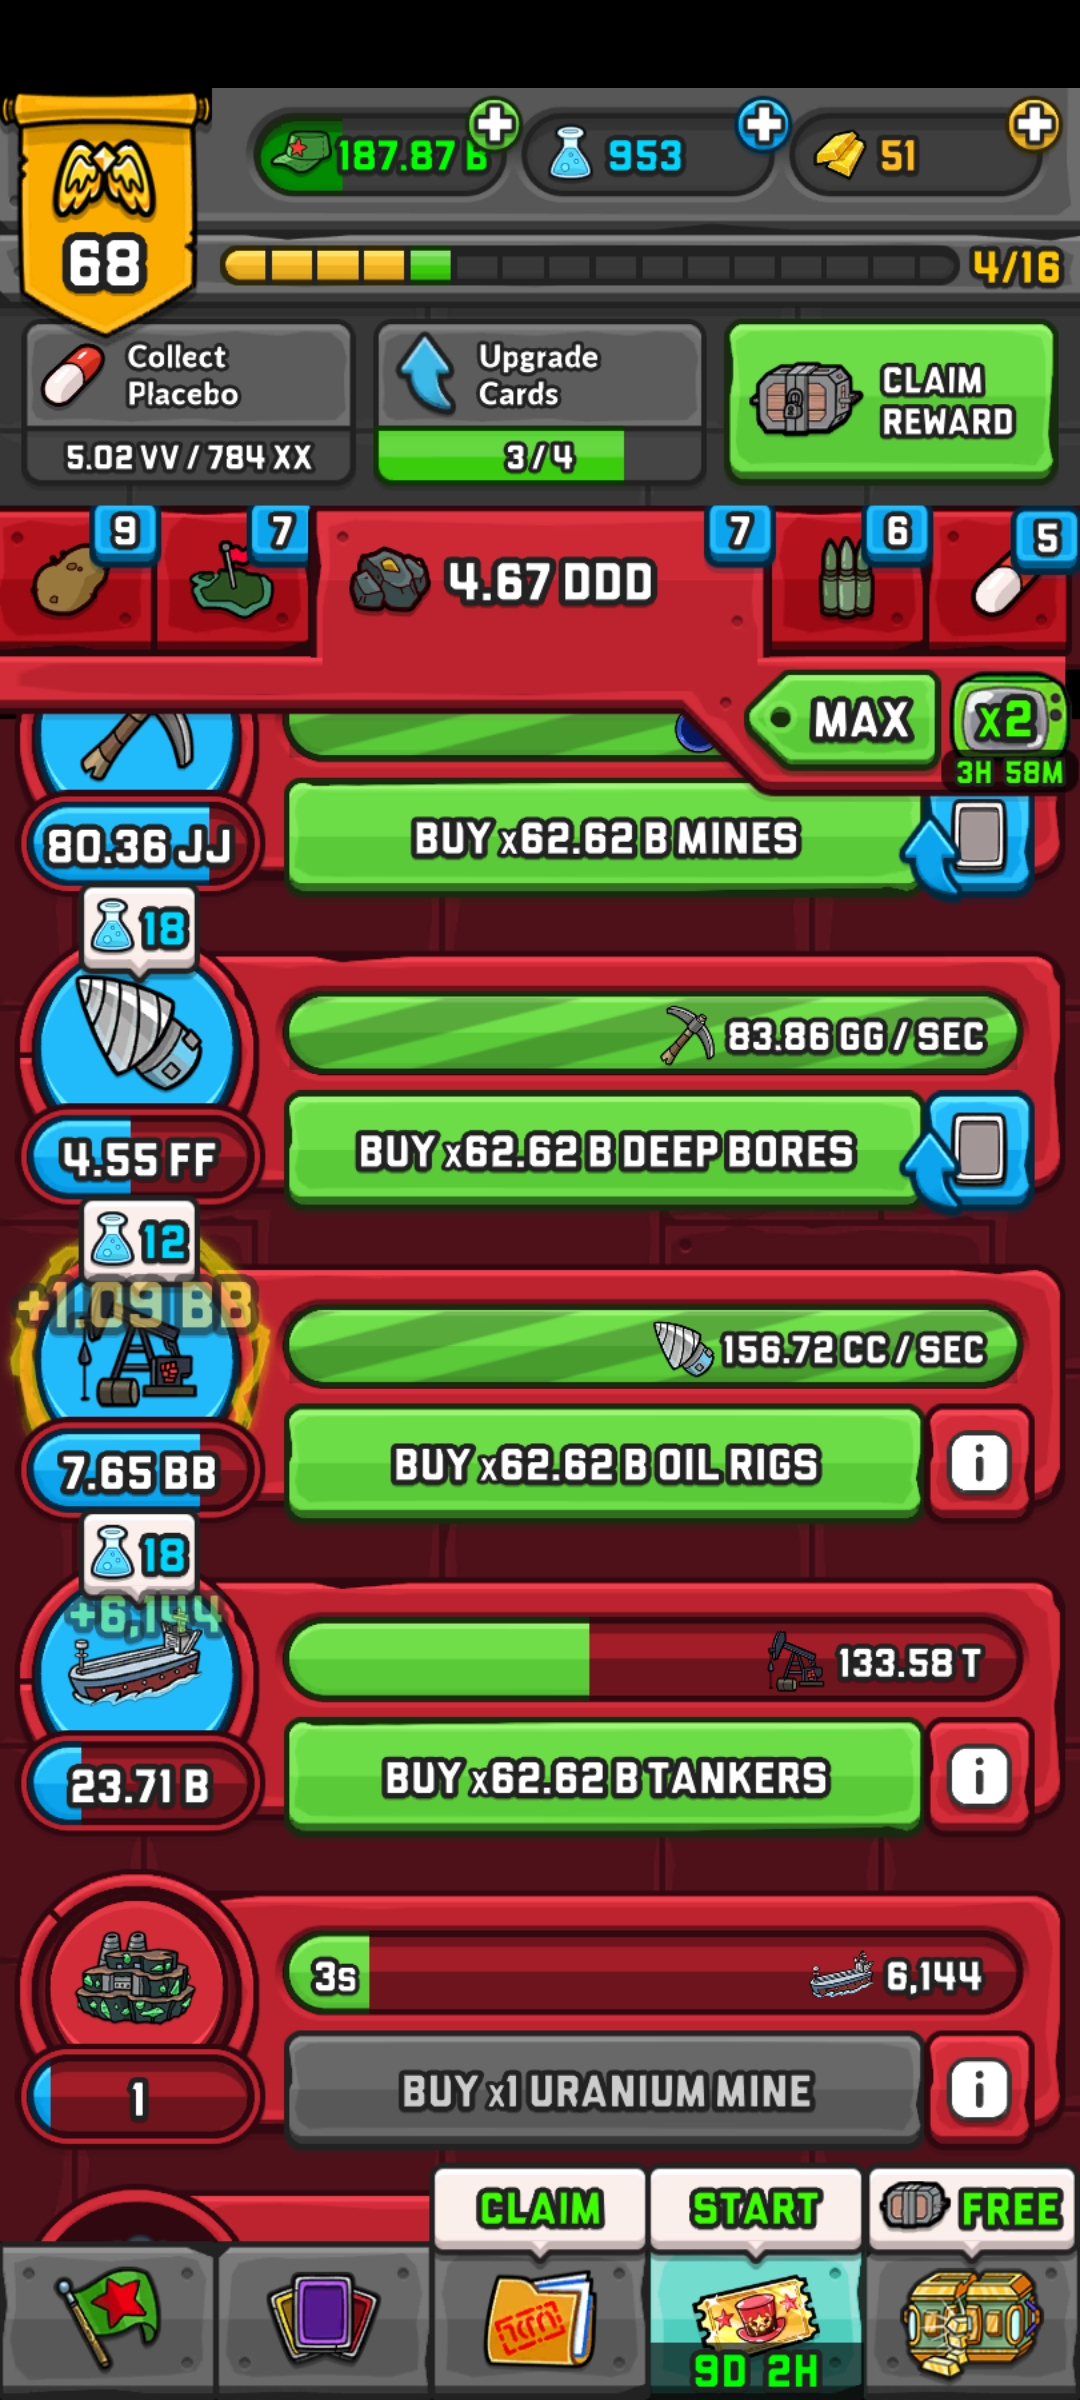 187.87 B
953
51
68
4/16
Collect
Placebo
5.02 VV / 784 XX
Upgrade
Cards
3/4
CLAIM
REWARD
9
7
4.67 DDD
7
6
5
MAX
x2
3H 58M
80.36 JJ
BUY x62.62 B MINES
18
83.86 GG / SEC
4.55 FF
BUY x62.62 B DEEP BORES
12
+1.09 BB
156.72 CC / SEC
7.65 BB
BUY x62.62 B OIL RIGS
i
18
+6,144
133.58 T
23.71 B
BUY x62.62 B TANKERS
i
3s
6,144
1
BUY x1 URANIUM MINE
i
CLAIM
START
FREE
9D 2H